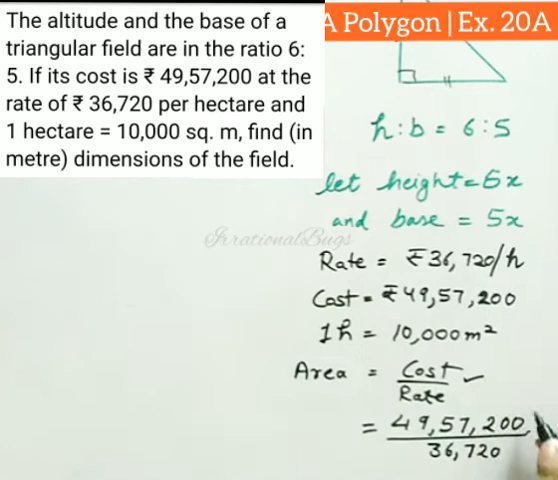 The altitude and the base of a
triangular field are in the ratio 6:
5. If its cost is ₹ 49,57,200 at the
rate of ₹ 36,720 per hectare and
1 hectare = 10,000 sq. m, find (in
metre) dimensions of the field.
A Polygon | Ex. 20A
h : b = 6 : 5
let height = 6x
and base = 5x
IrrationalBugs
Rate = ₹36,720/h
Cost = ₹49,57,200
1h = 10,000m²
Area = Cost
Rate
= 49,57,200
36,720